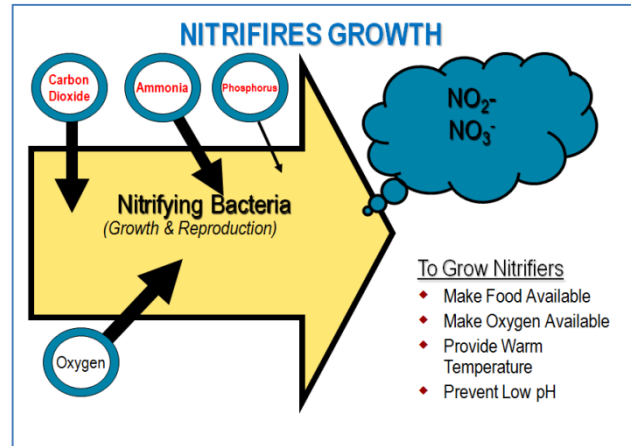 NITRIFIRES GROWTH
Carbon
Dioxide
Ammonia
Phosphorus
NO₂-
NO₃⁻
Nitrifying Bacteria
(Growth & Reproduction)
Oxygen
To Grow Nitrifiers
◆ Make Food Available
◆ Make Oxygen Available
◆ Provide Warm
Temperature
◆ Prevent Low pH